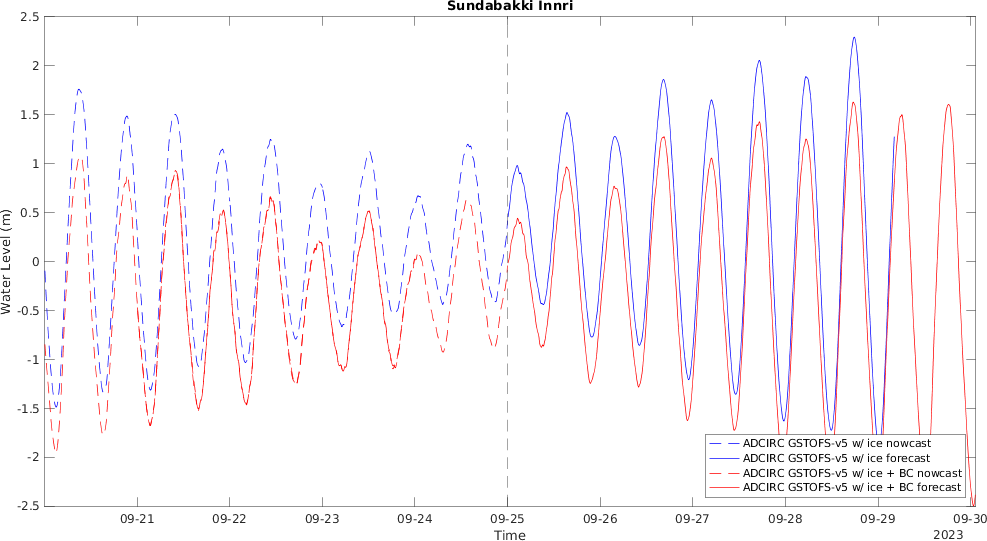 Sundabakki Innri
2.5
2
1.5
1
0.5
0
-0.5
-1
-1.5
-2
-2.5
Water Level (m)
ADCIRC GSTOFS-v5 w/ ice nowcast
ADCIRC GSTOFS-v5 w/ ice forecast
ADCIRC GSTOFS-v5 w/ ice + BC nowcast
ADCIRC GSTOFS-v5 w/ ice + BC forecast
09-21 09-22 09-23 09-24 09-25 09-26 09-27 09-28 09-29 09-30
Time
2023